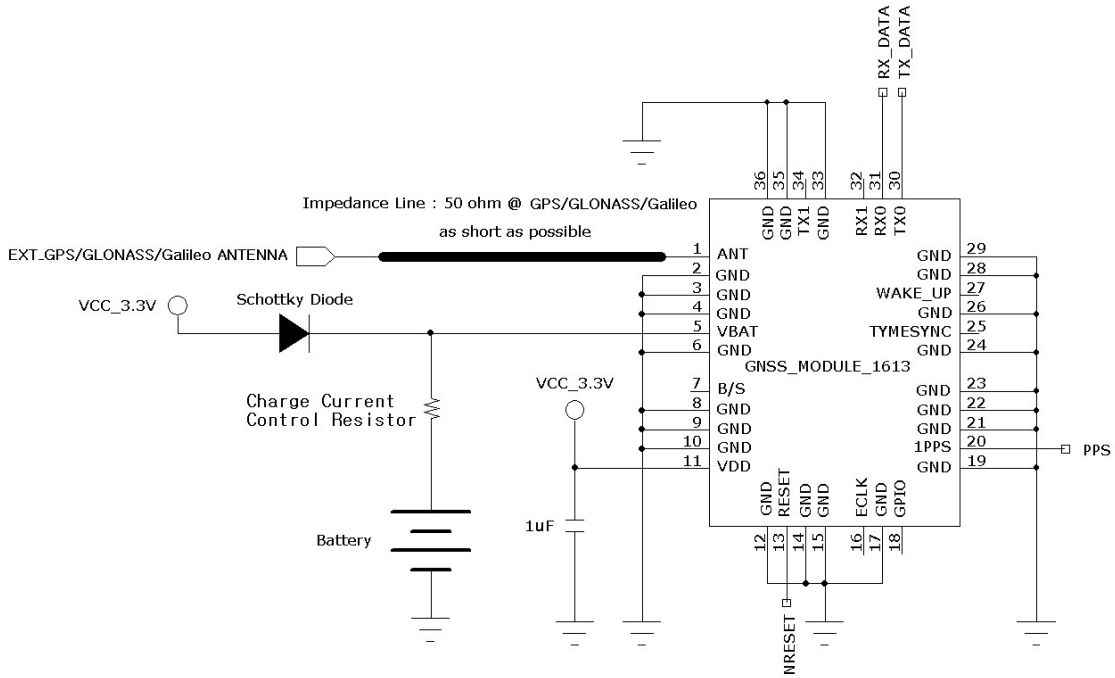 RX_DATA
TX_DATA
36
35
34
33
32
31
30
GND
GND
TX1
GND
RX1
RX0
TX0
Impedance Line : 50 ohm @ GPS/GLONASS/Galileo
as short as possible
EXT_GPS/GLONASS/Galileo ANTENNA
1 ANT
2 GND
3 GND
4 GND
5 VBAT
6 GND
7 B/S
8 GND
9 GND
10 GND
11 VDD
GND 29
GND 28
WAKE_UP 27
GND 26
TYMESYNC 25
GND 24
GND 23
GND 22
GND 21
1PPS 20
GND 19
GNSS_MODULE_1613
VCC_3.3V
Schottky Diode
Charge Current
Control Resistor
Battery
VCC_3.3V
1uF
PPS
GND
RESET
GND
GND
ECLK
GND
GPIO
12
13
14
15
16
17
18
NRESET